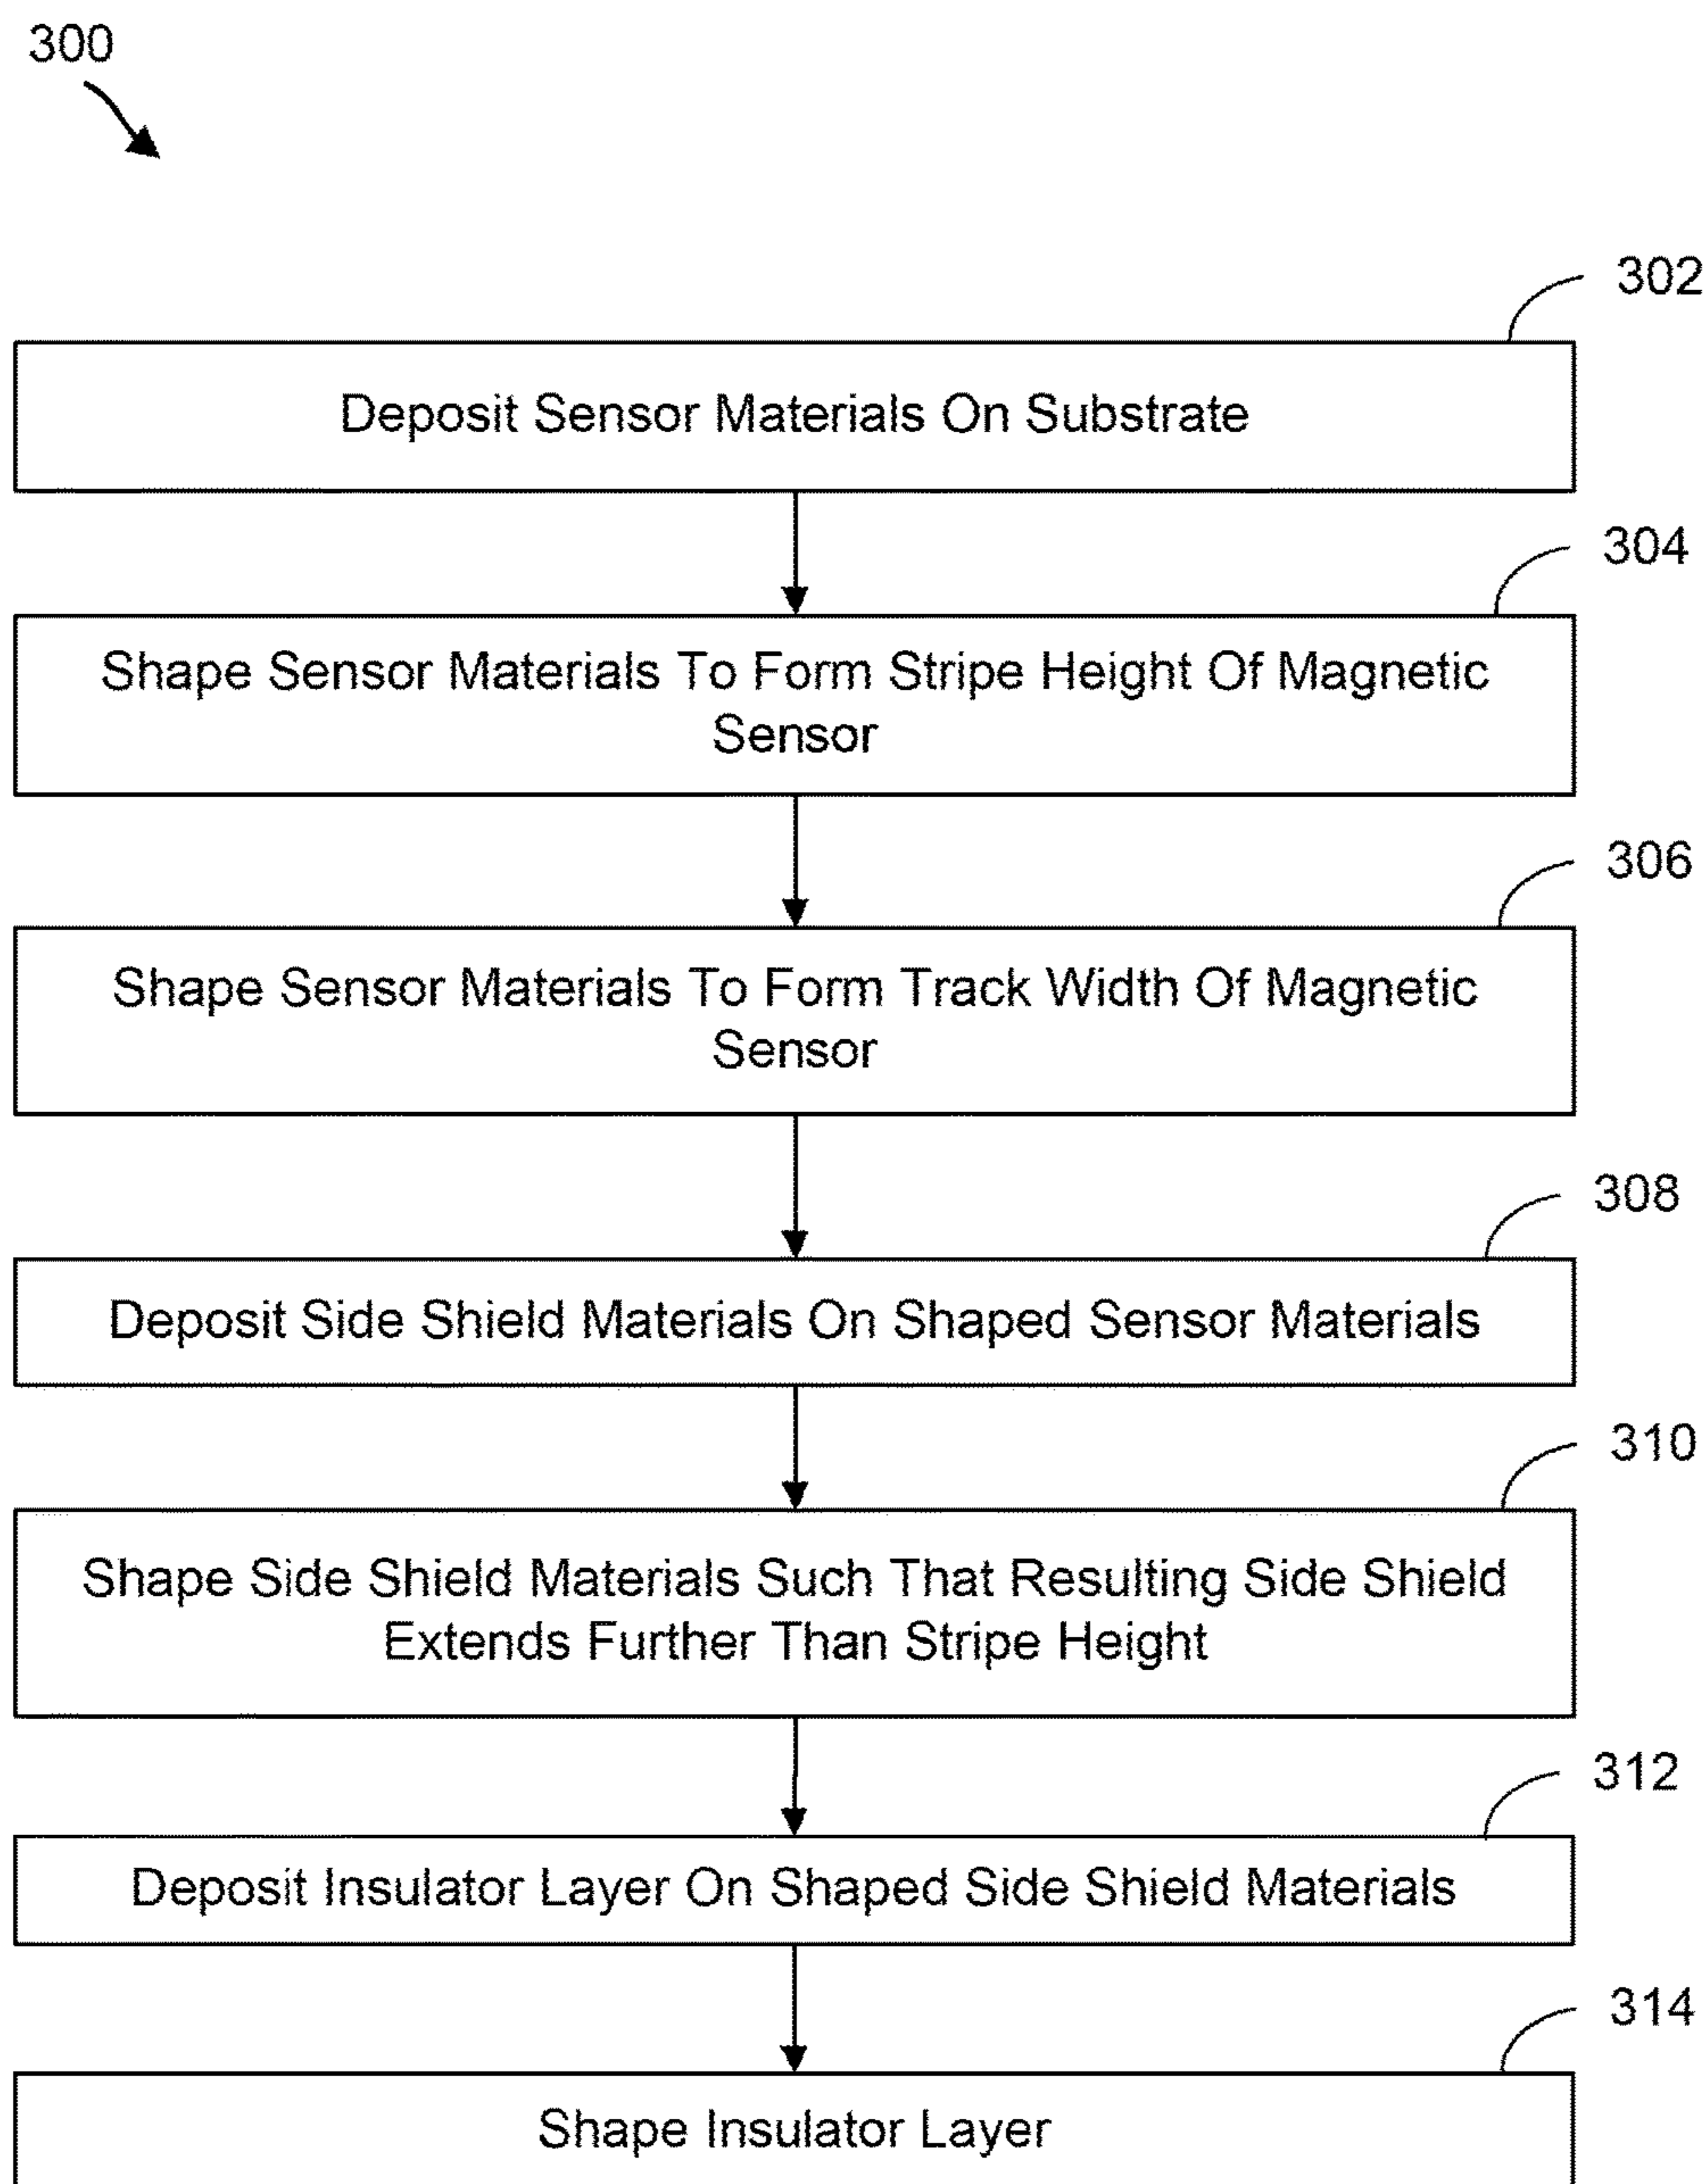 300
302
Deposit Sensor Materials On Substrate
304
Shape Sensor Materials To Form Stripe Height Of Magnetic
Sensor
306
Shape Sensor Materials To Form Track Width Of Magnetic
Sensor
308
Deposit Side Shield Materials On Shaped Sensor Materials
310
Shape Side Shield Materials Such That Resulting Side Shield
Extends Further Than Stripe Height
312
Deposit Insulator Layer On Shaped Side Shield Materials
314
Shape Insulator Layer